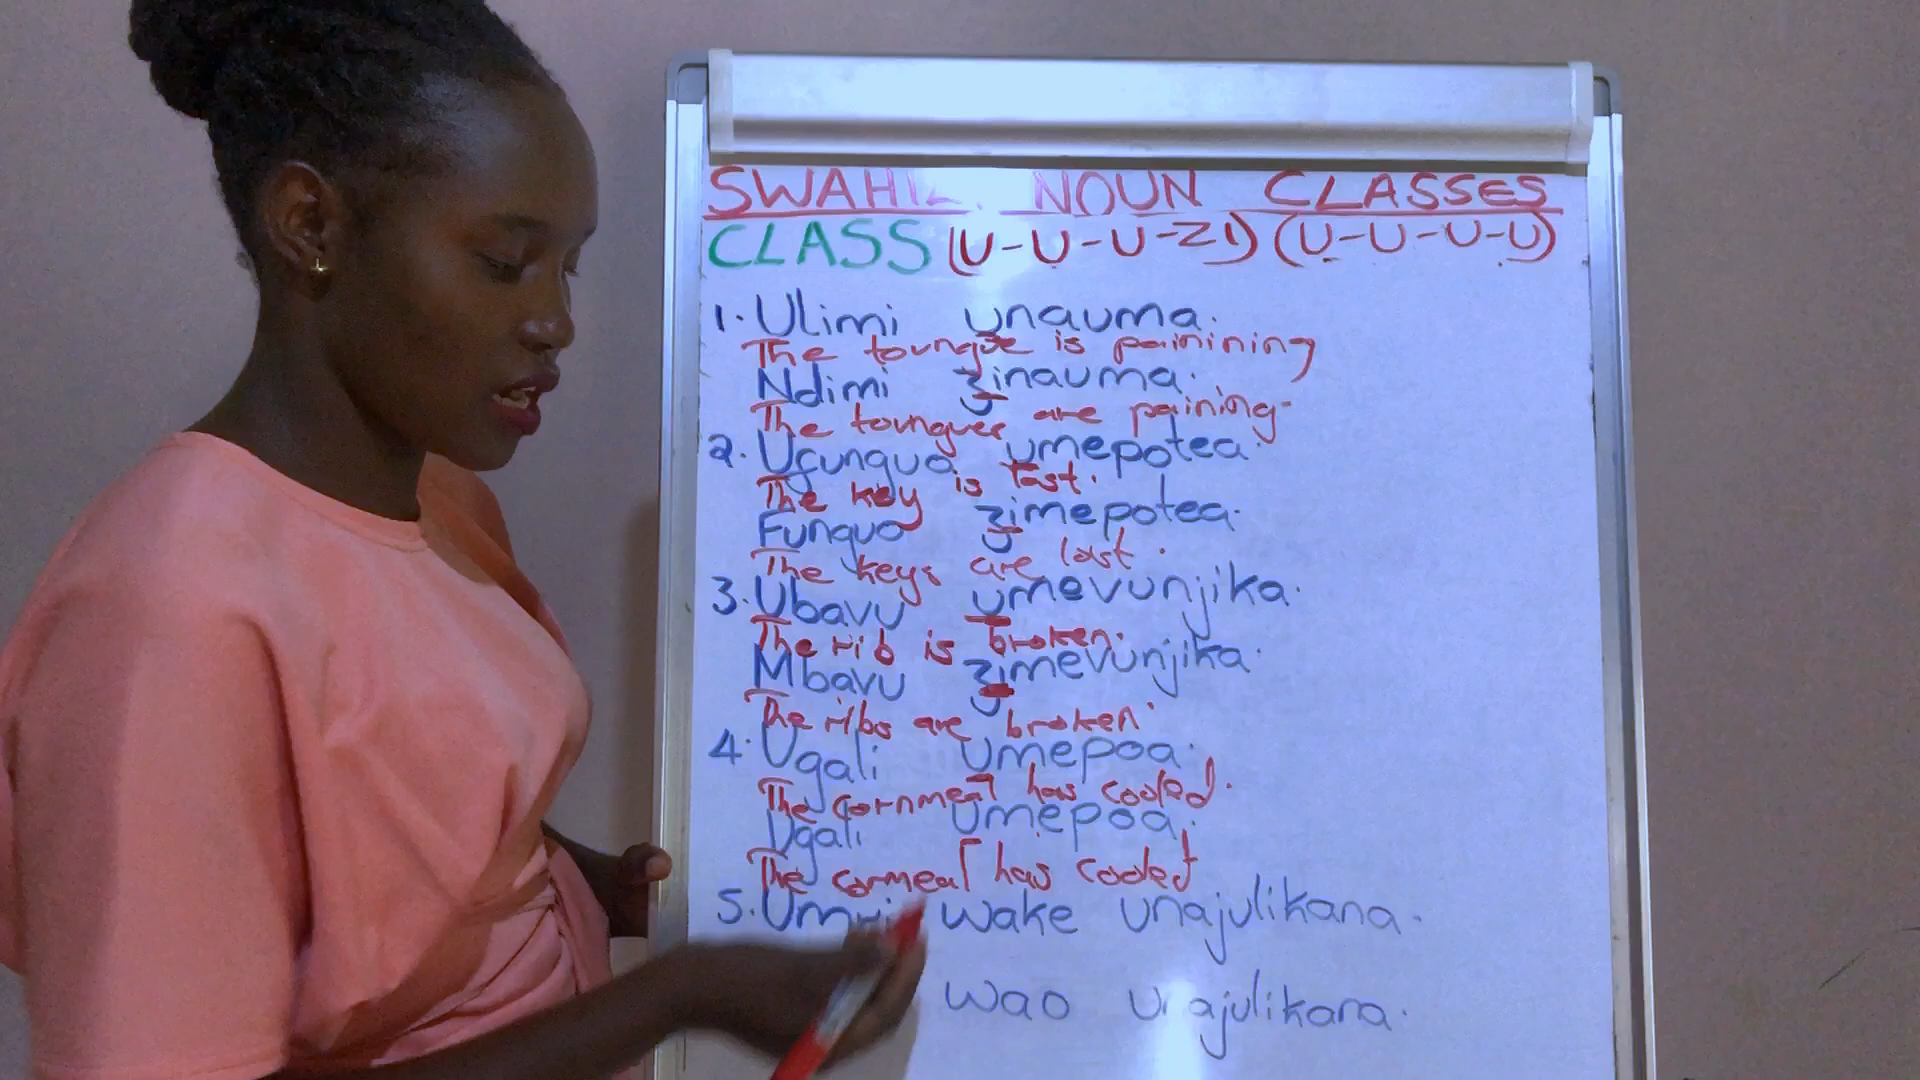 SWAHILI NOUN CLASSES
CLASS (U-U-U-ZI) (U-U-U-U)
1. Ulimi unauma.
The toungue is painining
Ndimi zinauma.
The toungues are paining.
2. Ufunguo umepotea.
The key is lost.
Funguo zimepotea.
The keys are lost.
3. Ubavu umevunjika.
The rib is broken.
Mbavu zimevunjika.
The ribs are broken.
4. Ugali umepoa.
The cornmeal has cooled.
Ugali umepoa.
The cornmeal has cooled
5. Umri wake unajulikana.
wao unajulikana.